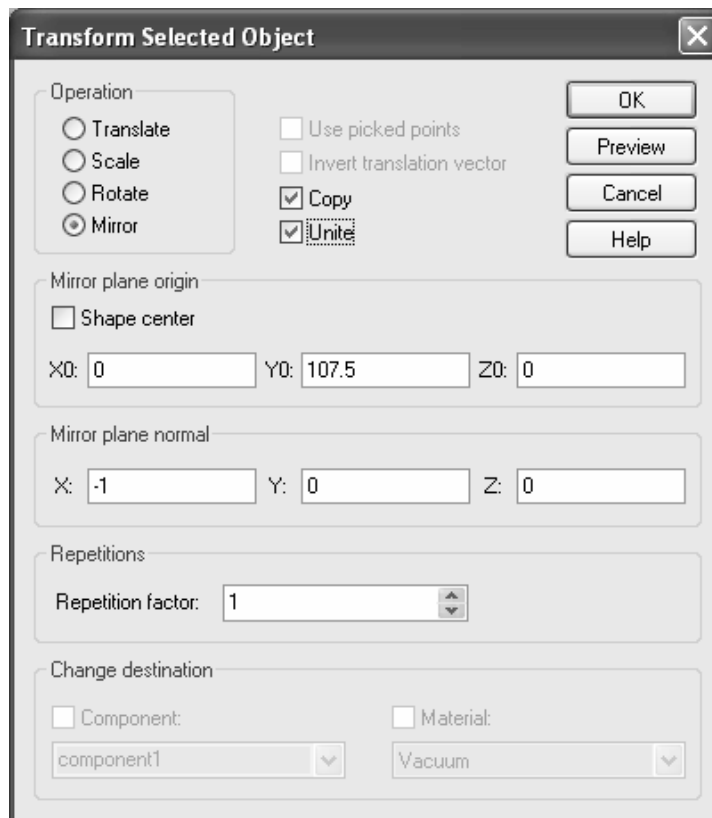 Transform Selected Object
Operation
Translate
Scale
Rotate
Mirror
Use picked points
Invert translation vector
Copy
Unite
OK
Preview
Cancel
Help
Mirror plane origin
Shape center
X0: 0 Y0: 107.5 Z0: 0
Mirror plane normal
X: -1 Y: 0 Z: 0
Repetitions
Repetition factor: 1
Change destination
Component: Material:
component1 Vacuum